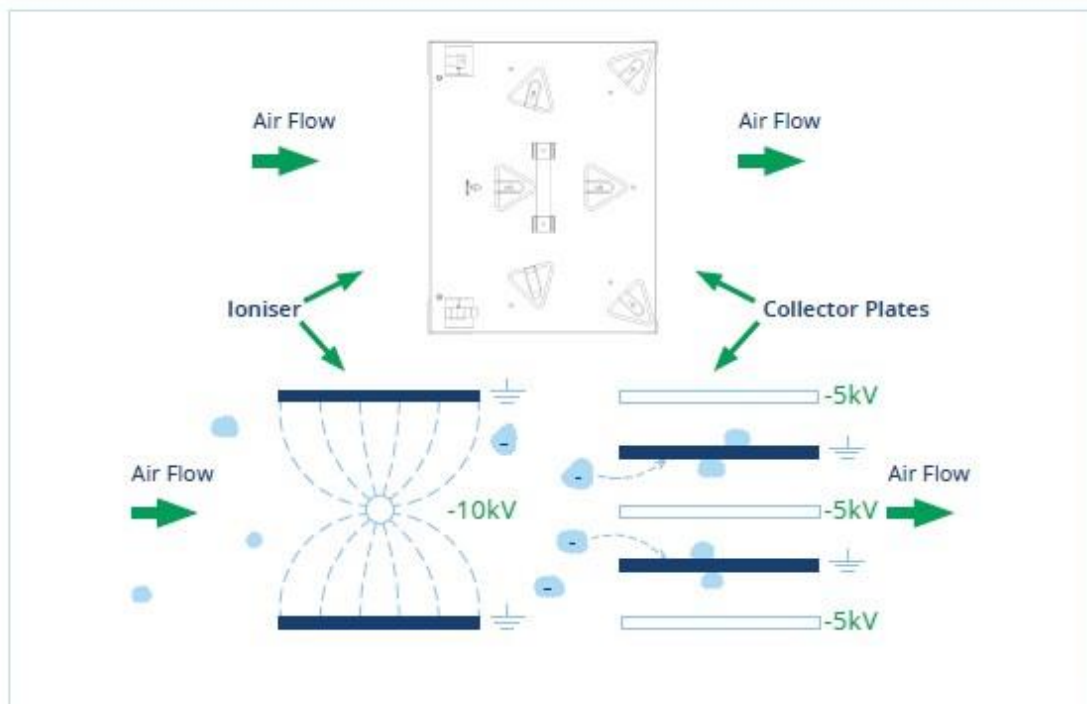 Air Flow
Air Flow
Ioniser
Collector Plates
-5kV
-
Air Flow
-
Air Flow
-10kV
-5kV
-
-
-5kV